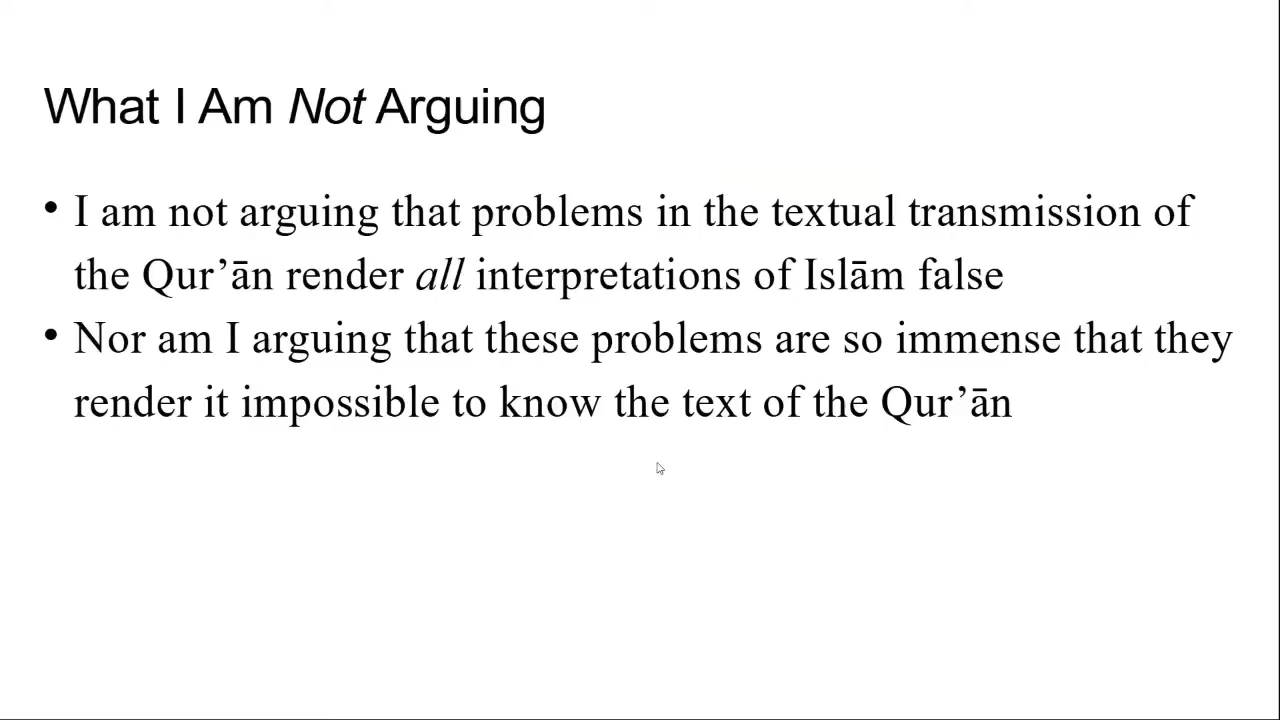 What I Am Not Arguing
• I am not arguing that problems in the textual transmission of
the Qur’ān render all interpretations of Islām false
• Nor am I arguing that these problems are so immense that they
render it impossible to know the text of the Qur’ān